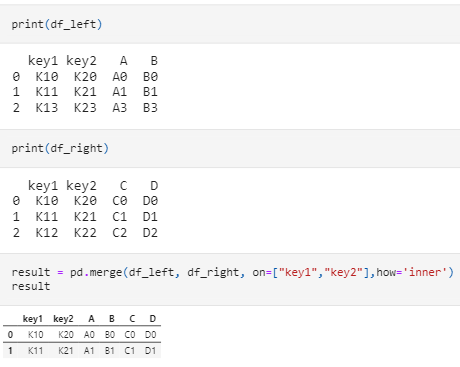 print(df_left)
key1 key2 A B
0 K10 K20 A0 B0
1 K11 K21 A1 B1
2 K13 K23 A3 B3
print(df_right)
key1 key2 C D
0 K10 K20 C0 D0
1 K11 K21 C1 D1
2 K12 K22 C2 D2
result = pd.merge(df_left, df_right, on=["key1","key2"],how='inner')
result
key1 key2 A B C D
0 K10 K20 A0 B0 C0 D0
1 K11 K21 A1 B1 C1 D1